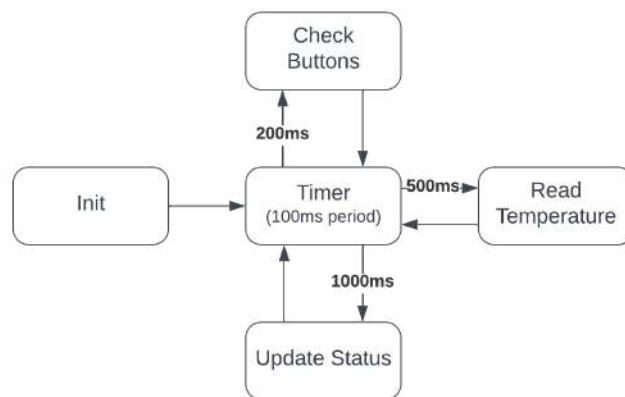 Check
Buttons
200ms
Init
Timer
(100ms period)
500ms
Read
Temperature
1000ms
Update Status